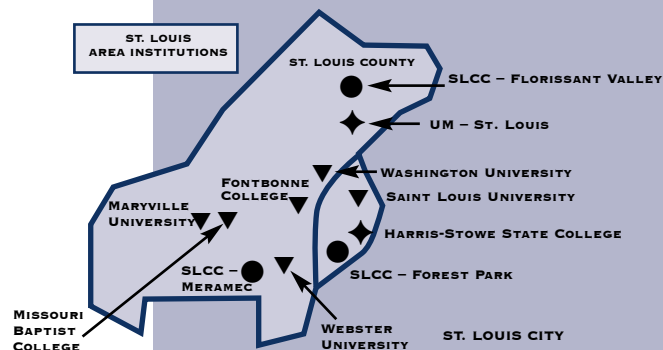 ST. LOUIS
AREA INSTITUTIONS
ST. LOUIS COUNTY
SLCC – FLORISSANT VALLEY
UM – ST. LOUIS
WASHINGTON UNIVERSITY
FONTBONNE
COLLEGE
SAINT LOUIS UNIVERSITY
MARYVILLE
UNIVERSITY
HARRIS-STOWE STATE COLLEGE
SLCC –
MERAMEC
SLCC – FOREST PARK
MISSOURI
BAPTIST
COLLEGE
WEBSTER
UNIVERSITY
ST. LOUIS CITY